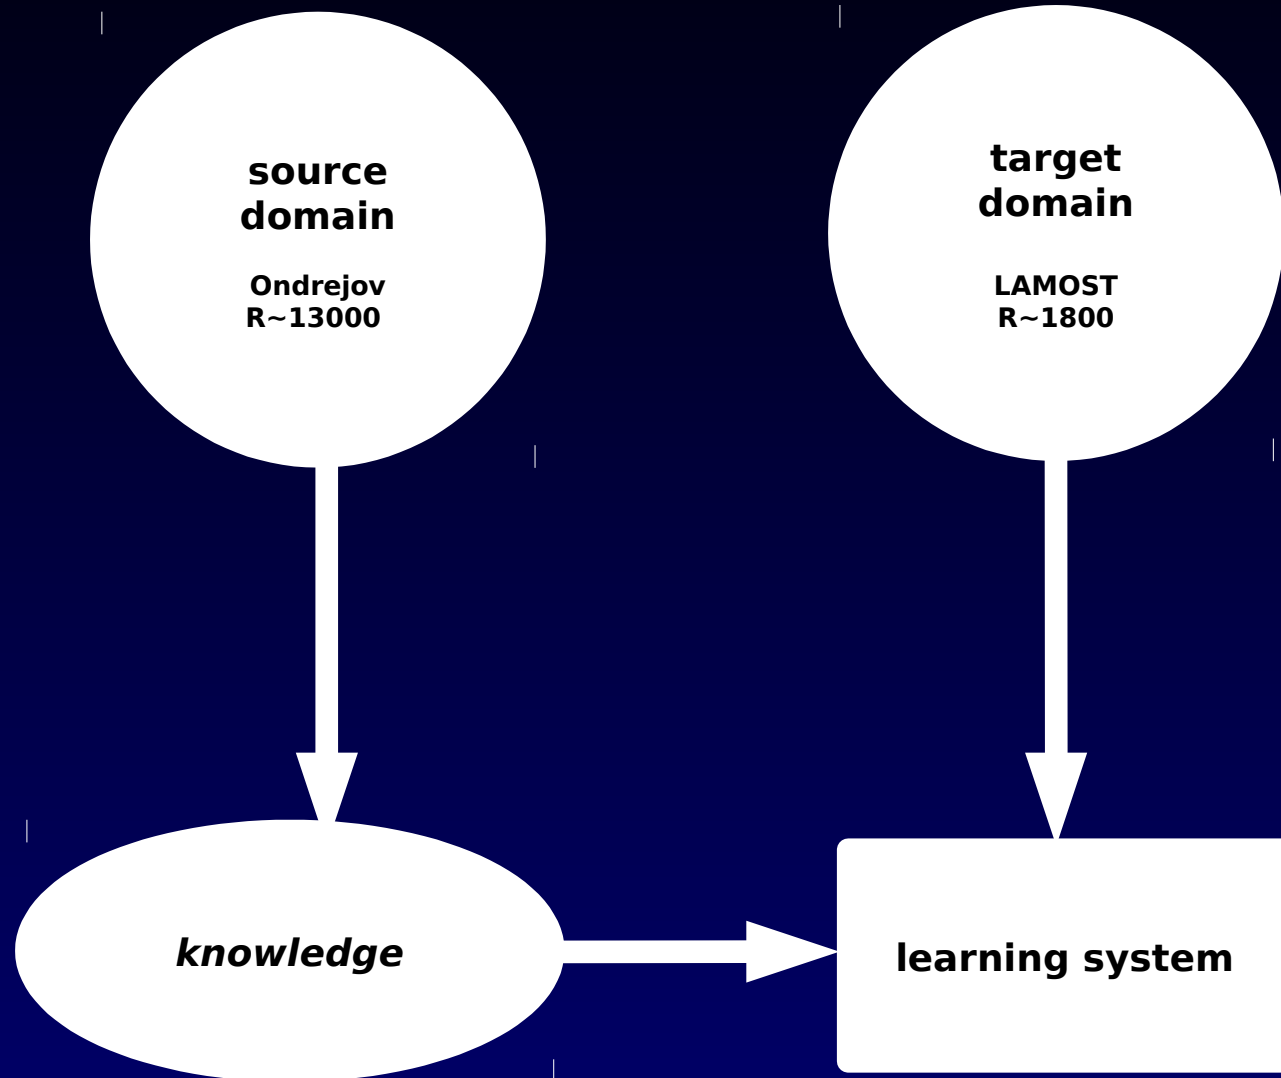 source
domain
Ondrejov
R~13000
target
domain
LAMOST
R~1800
knowledge
learning system